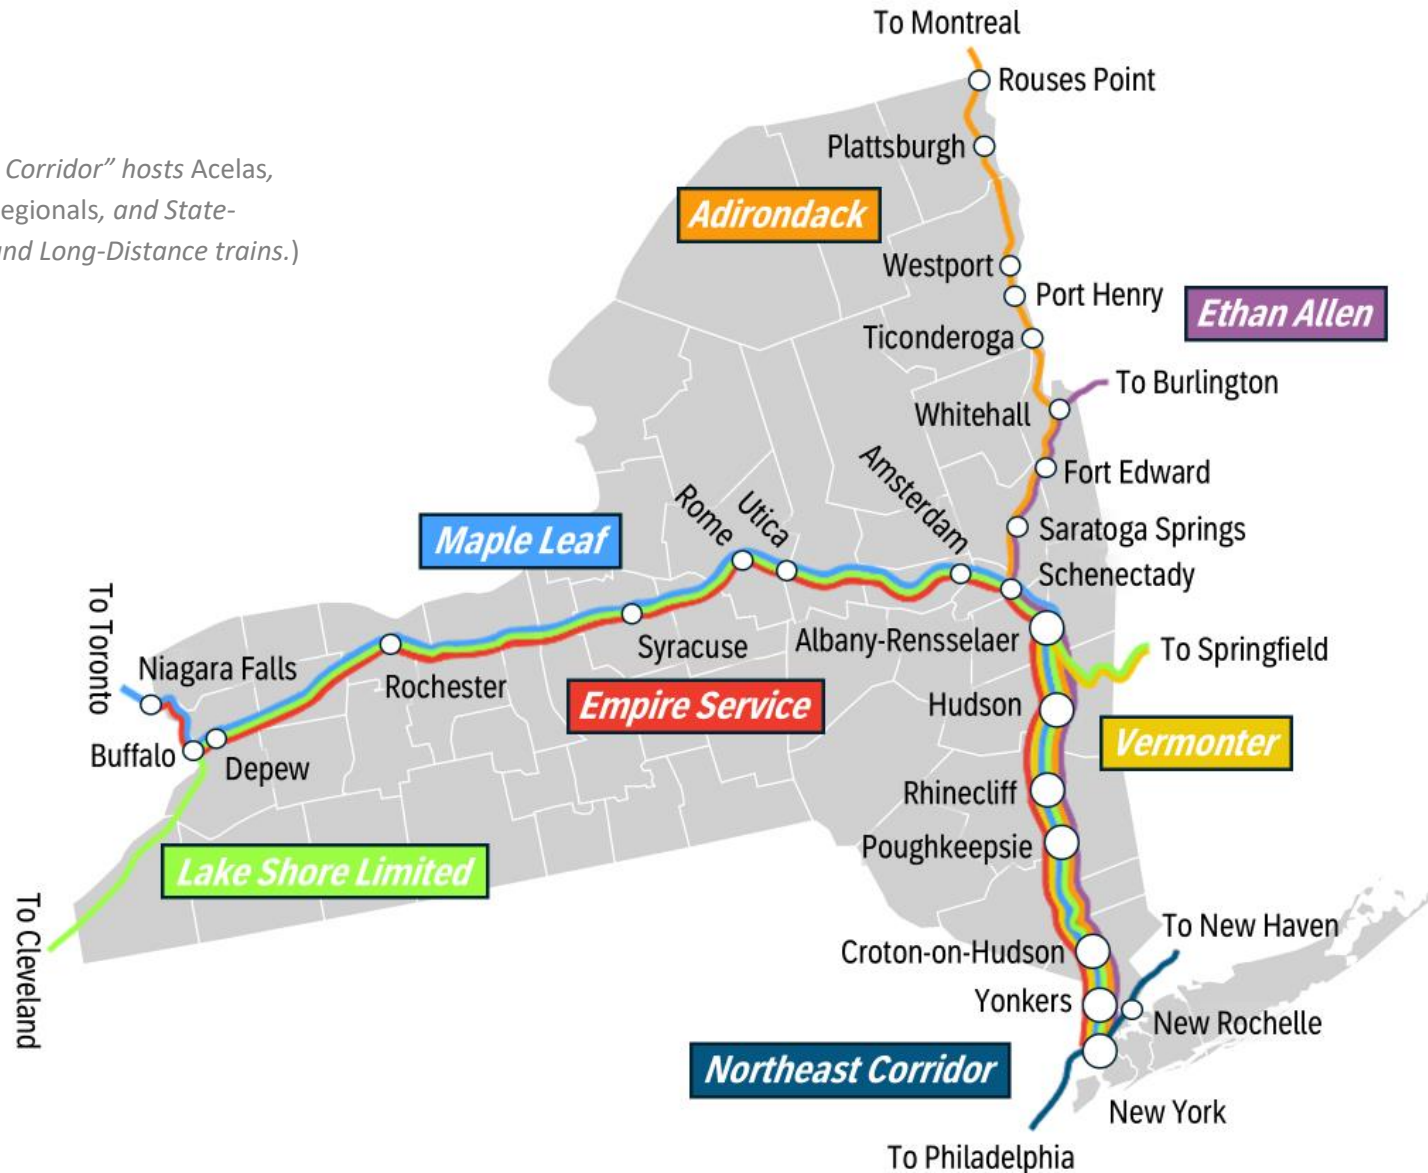 To Montreal
Rouses Point
Corridor” hosts Acelas,
Plattsburgh
egionals, and State-
Adirondack
nd Long-Distance trains.)
Westport
Port Henry
Ethan Allen
Ticonderoga
To Burlington
Whitehall
Fort Edward
Amsterdam
Rome
Utica
Saratoga Springs
Maple Leaf
Schenectady
To Toronto
Syracuse
Albany-Rensselaer
To Springfield
Niagara Falls
Rochester
Empire Service
Hudson
Vermonter
Buffalo
Depew
Rhinecliff
Poughkeepsie
Lake Shore Limited
To Cleveland
To New Haven
Croton-on-Hudson
Yonkers
New Rochelle
Northeast Corridor
New York
To Philadelphia